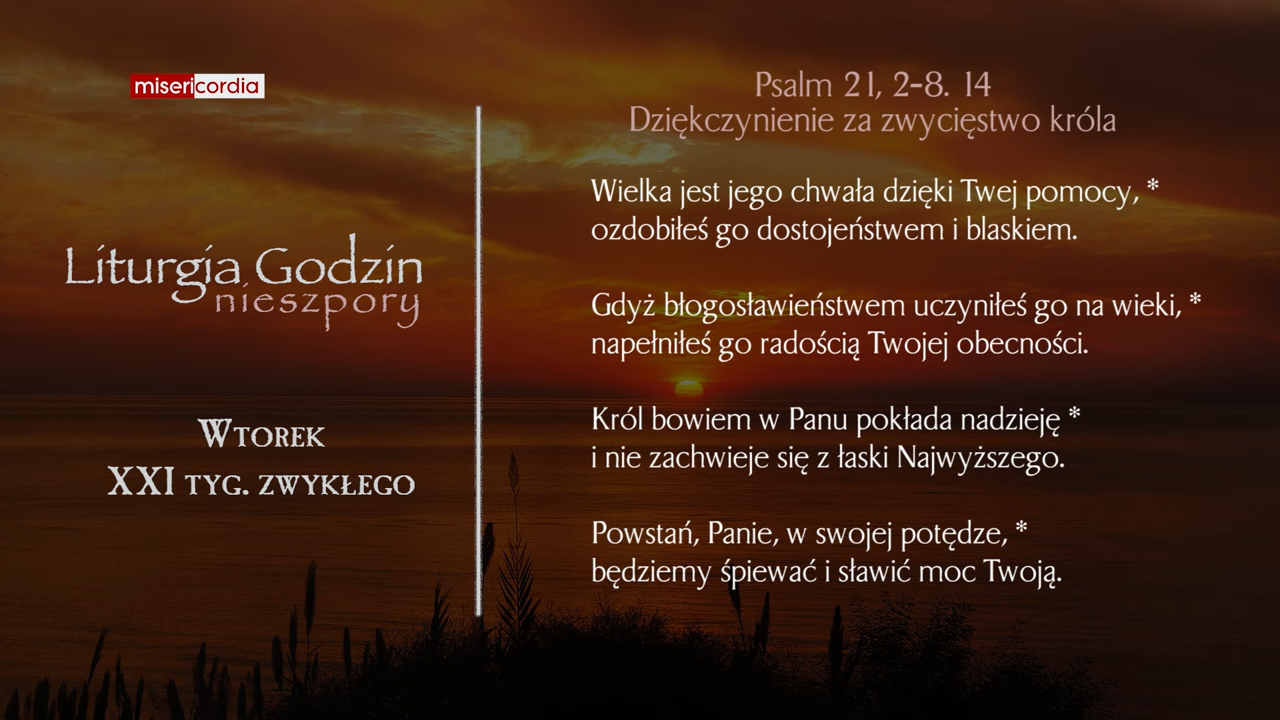 misericordia
Liturgia Godzin
nieszpory
Wtorek
XXI tyg. zwykłego
Psalm 21, 2-8. 14
Dziękczynienie za zwycięstwo króla
Wielka jest jego chwała dzięki Twej pomocy, *
ozdobiłeś go dostojeństwem i blaskiem.
Gdyż błogosławieństwem uczyniłeś go na wieki, *
napełniłeś go radością Twojej obecności.
Król bowiem w Panu pokłada nadzieję *
i nie zachwieje się z łaski Najwyższego.
Powstań, Panie, w swojej potędze, *
będziemy śpiewać i sławić moc Twoją.